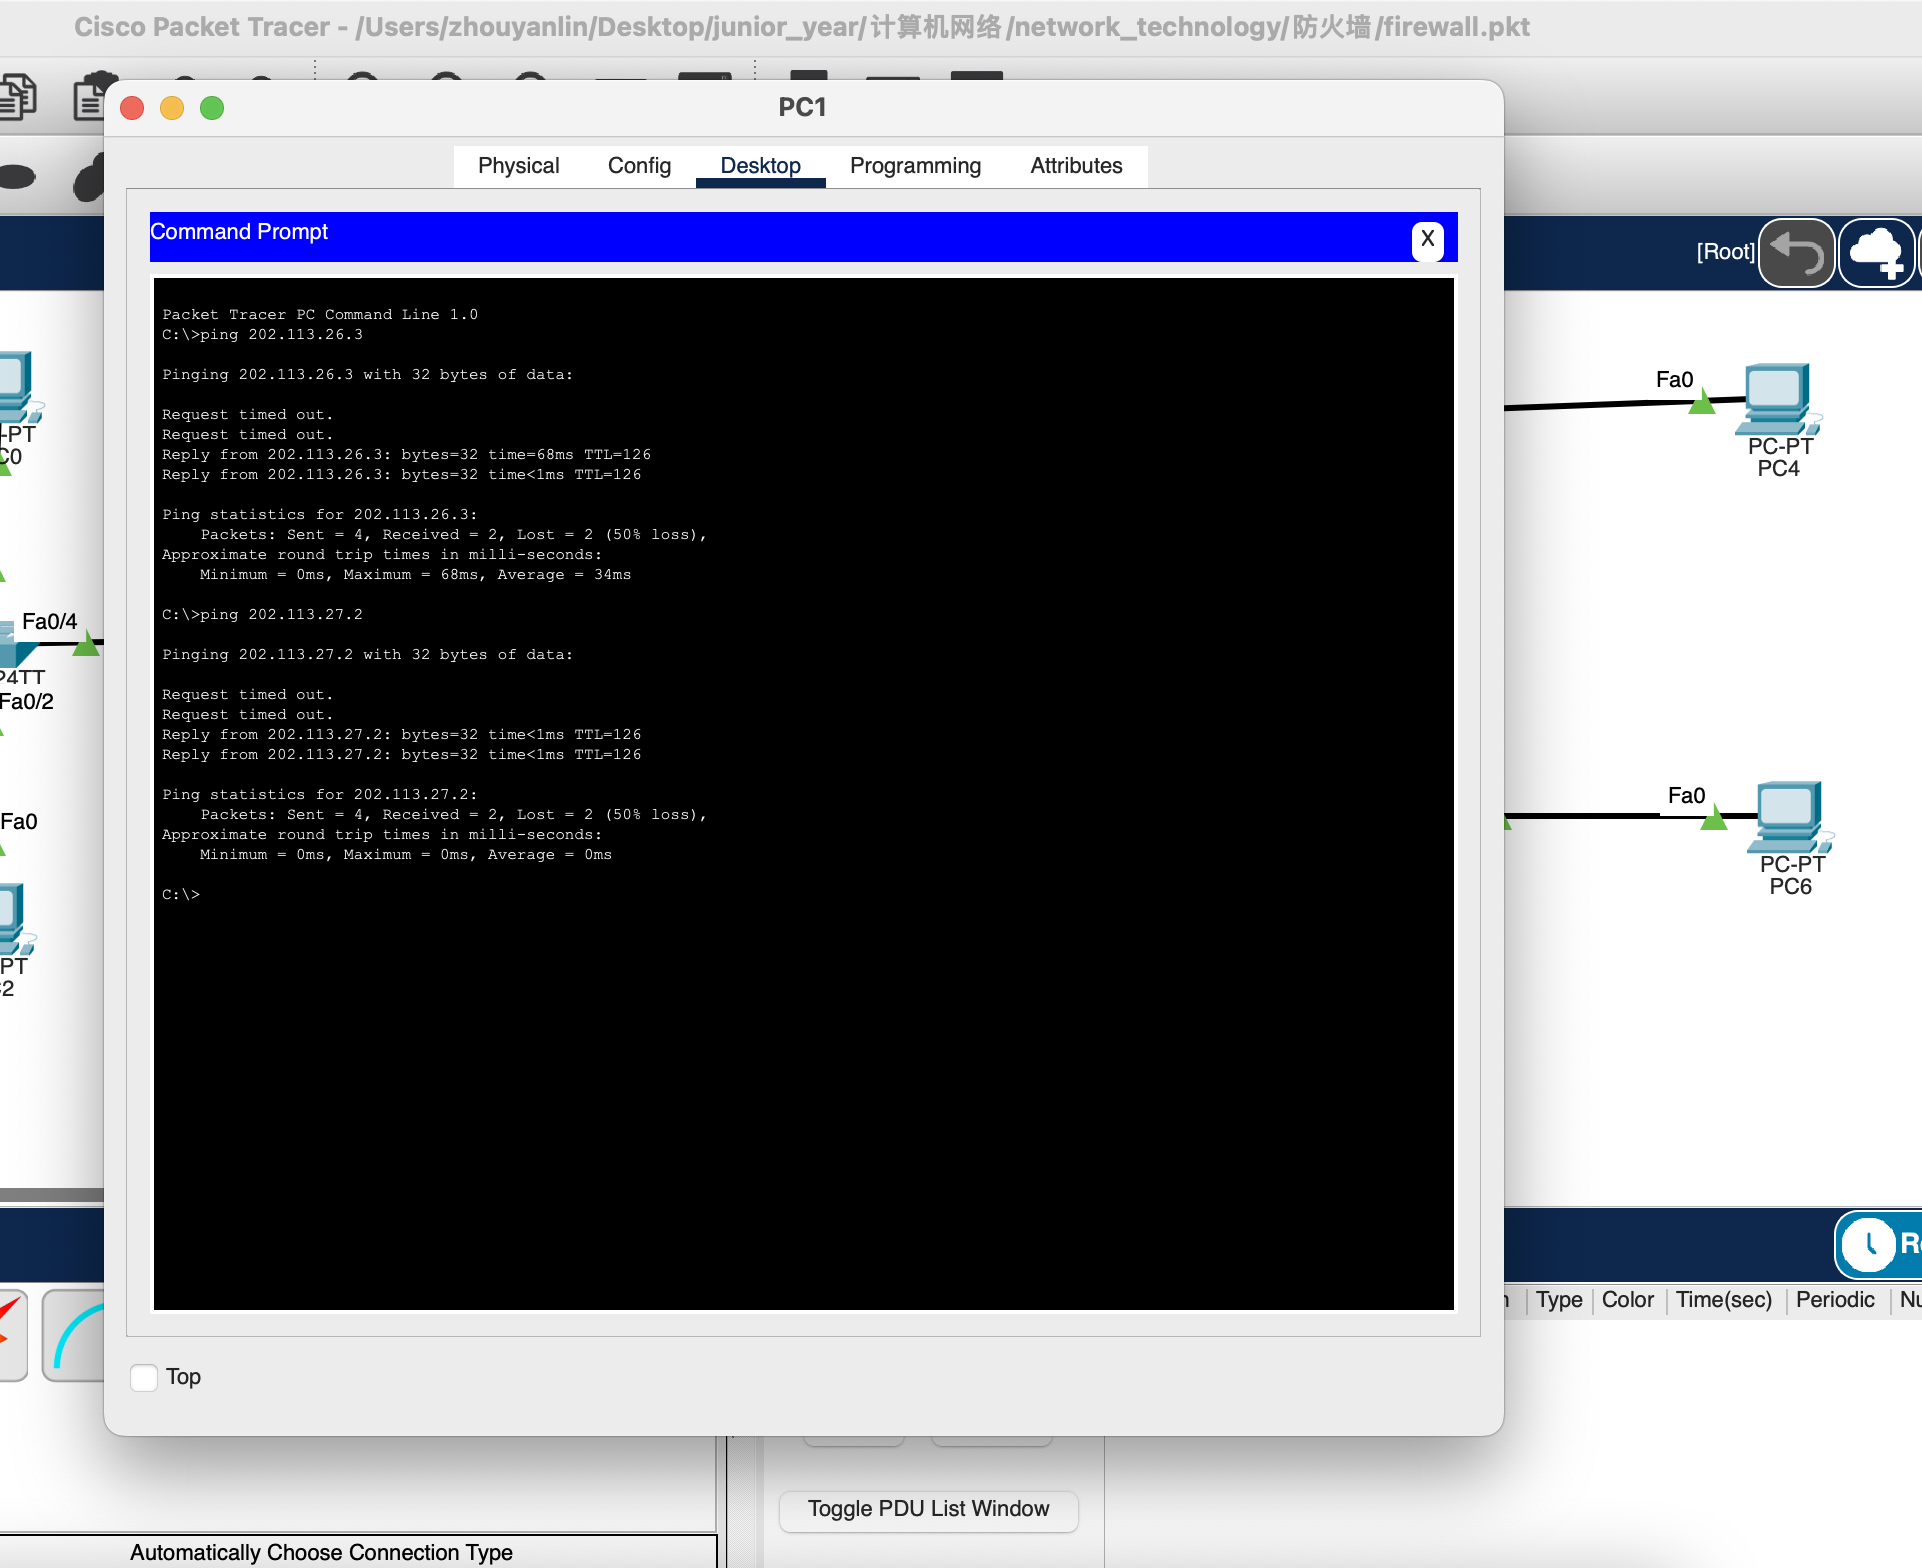 Cisco Packet Tracer - /Users/zhouyanlin/Desktop/junior_year/计算机网络/network_technology/防火墙/firewall.pkt
PC1
Physical
Config
Desktop
Programming
Attributes
Command Prompt
X
[Root]
Packet Tracer PC Command Line 1.0
C:\>ping 202.113.26.3
Pinging 202.113.26.3 with 32 bytes of data:
Request timed out.
Request timed out.
Reply from 202.113.26.3: bytes=32 time=68ms TTL=126
Reply from 202.113.26.3: bytes=32 time<1ms TTL=126
Ping statistics for 202.113.26.3:
Packets: Sent = 4, Received = 2, Lost = 2 (50% loss),
Approximate round trip times in milli-seconds:
Minimum = 0ms, Maximum = 68ms, Average = 34ms
C:\>ping 202.113.27.2
Pinging 202.113.27.2 with 32 bytes of data:
Request timed out.
Request timed out.
Reply from 202.113.27.2: bytes=32 time<1ms TTL=126
Reply from 202.113.27.2: bytes=32 time<1ms TTL=126
Ping statistics for 202.113.27.2:
Packets: Sent = 4, Received = 2, Lost = 2 (50% loss),
Approximate round trip times in milli-seconds:
Minimum = 0ms, Maximum = 0ms, Average = 0ms
C:\>
-PT
C0
Fa0/4
P4TT
Fa0/2
Fa0
PT
2
Fa0
PC-PT
PC4
Fa0
PC-PT
PC6
Type
Color
Time(sec)
Periodic
Top
Toggle PDU List Window
Automatically Choose Connection Type